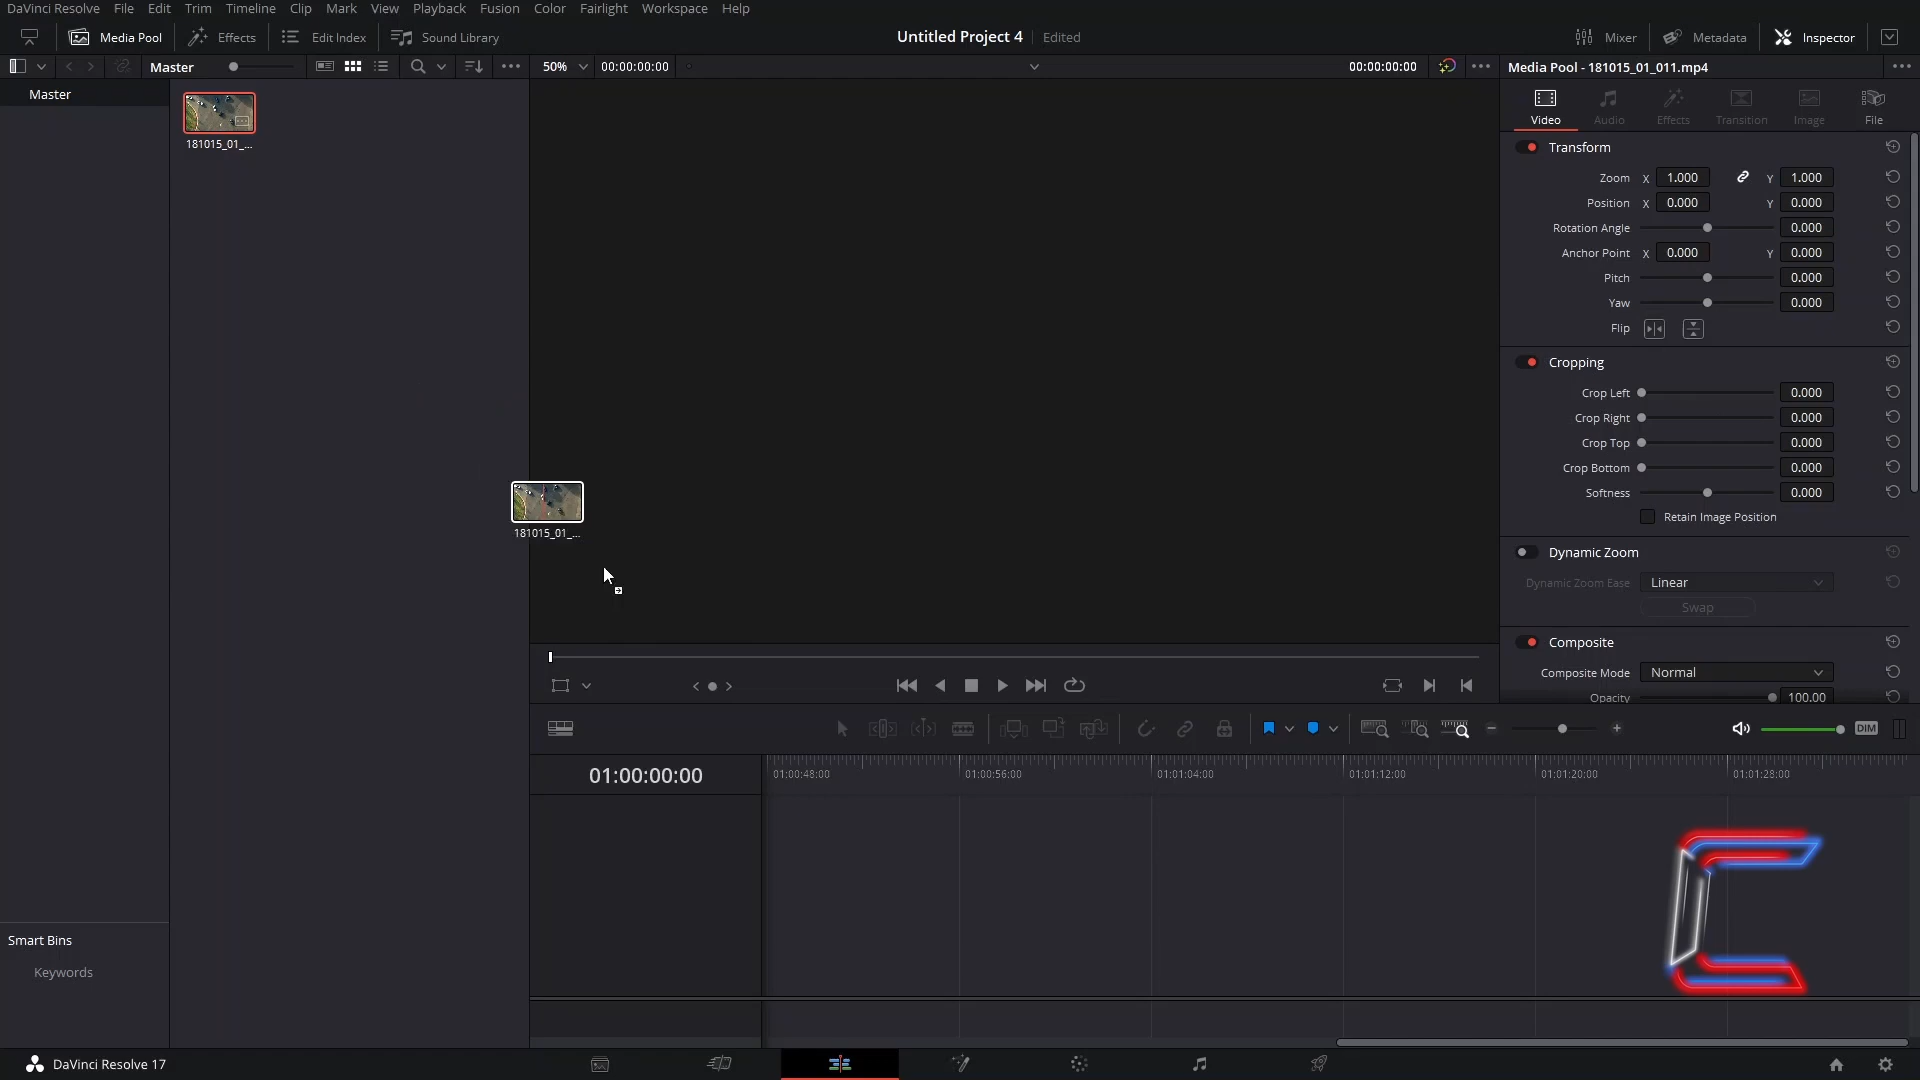 DaVinci Resolve File Edit Trim Timeline Clip Mark View Playback Fusion Color Fairlight Workspace Help
Media Pool Effects Edit Index Sound Library Untitled Project 4 Edited Mixer Metadata Inspector
Master 50% 00:00:00:00 00:00:00:00 Media Pool - 181015_01_011.mp4
Master
181015_01_...
Video Audio Effects Transition Image File
Transform
Zoom X 1.000 Y 1.000
Position X 0.000 Y 0.000
Rotation Angle 0.000
Anchor Point X 0.000 Y 0.000
Pitch 0.000
Yaw 0.000
Flip
Cropping
Crop Left 0.000
Crop Right 0.000
Crop Top 0.000
Crop Bottom 0.000
Softness 0.000
Retain Image Position
181015_01_...
Dynamic Zoom
Dynamic Zoom Ease Linear
Swap
Composite
Composite Mode Normal
Opacity 100.00
DIM
01:00:00:00
01:00:48:00 01:00:56:00 01:01:04:00 01:01:12:00 01:01:20:00 01:01:28:00
Smart Bins
Keywords
DaVinci Resolve 17